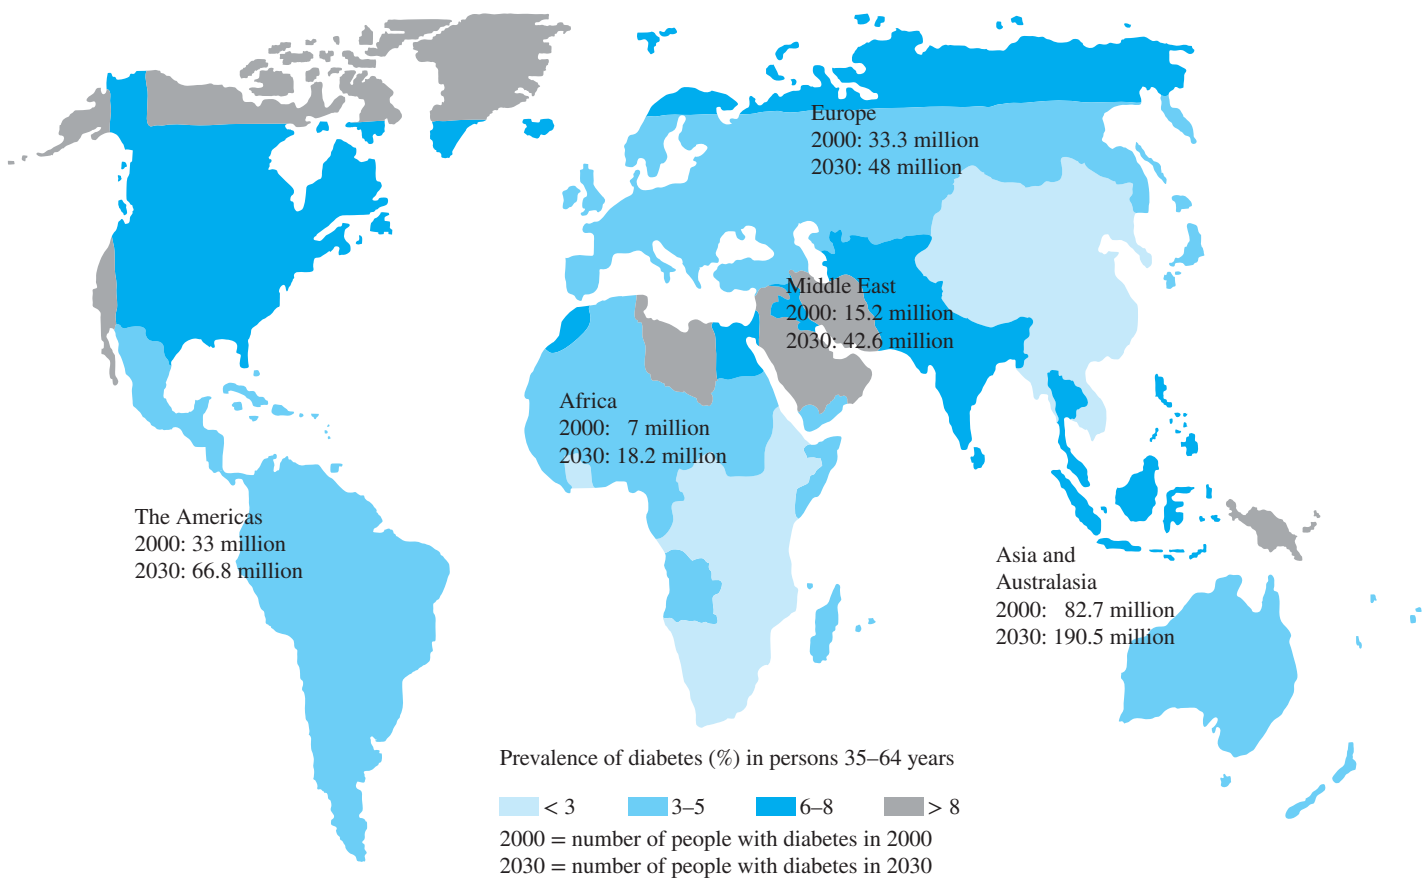 Europe
2000: 33.3 million
2030: 48 million
Middle East
2000: 15.2 million
2030: 42.6 million
Africa
2000: 7 million
2030: 18.2 million
The Americas
2000: 33 million
2030: 66.8 million
Asia and
Australasia
2000: 82.7 million
2030: 190.5 million
Prevalence of diabetes (%) in persons 35–64 years
< 3 3–5 6–8 > 8
2000 = number of people with diabetes in 2000
2030 = number of people with diabetes in 2030